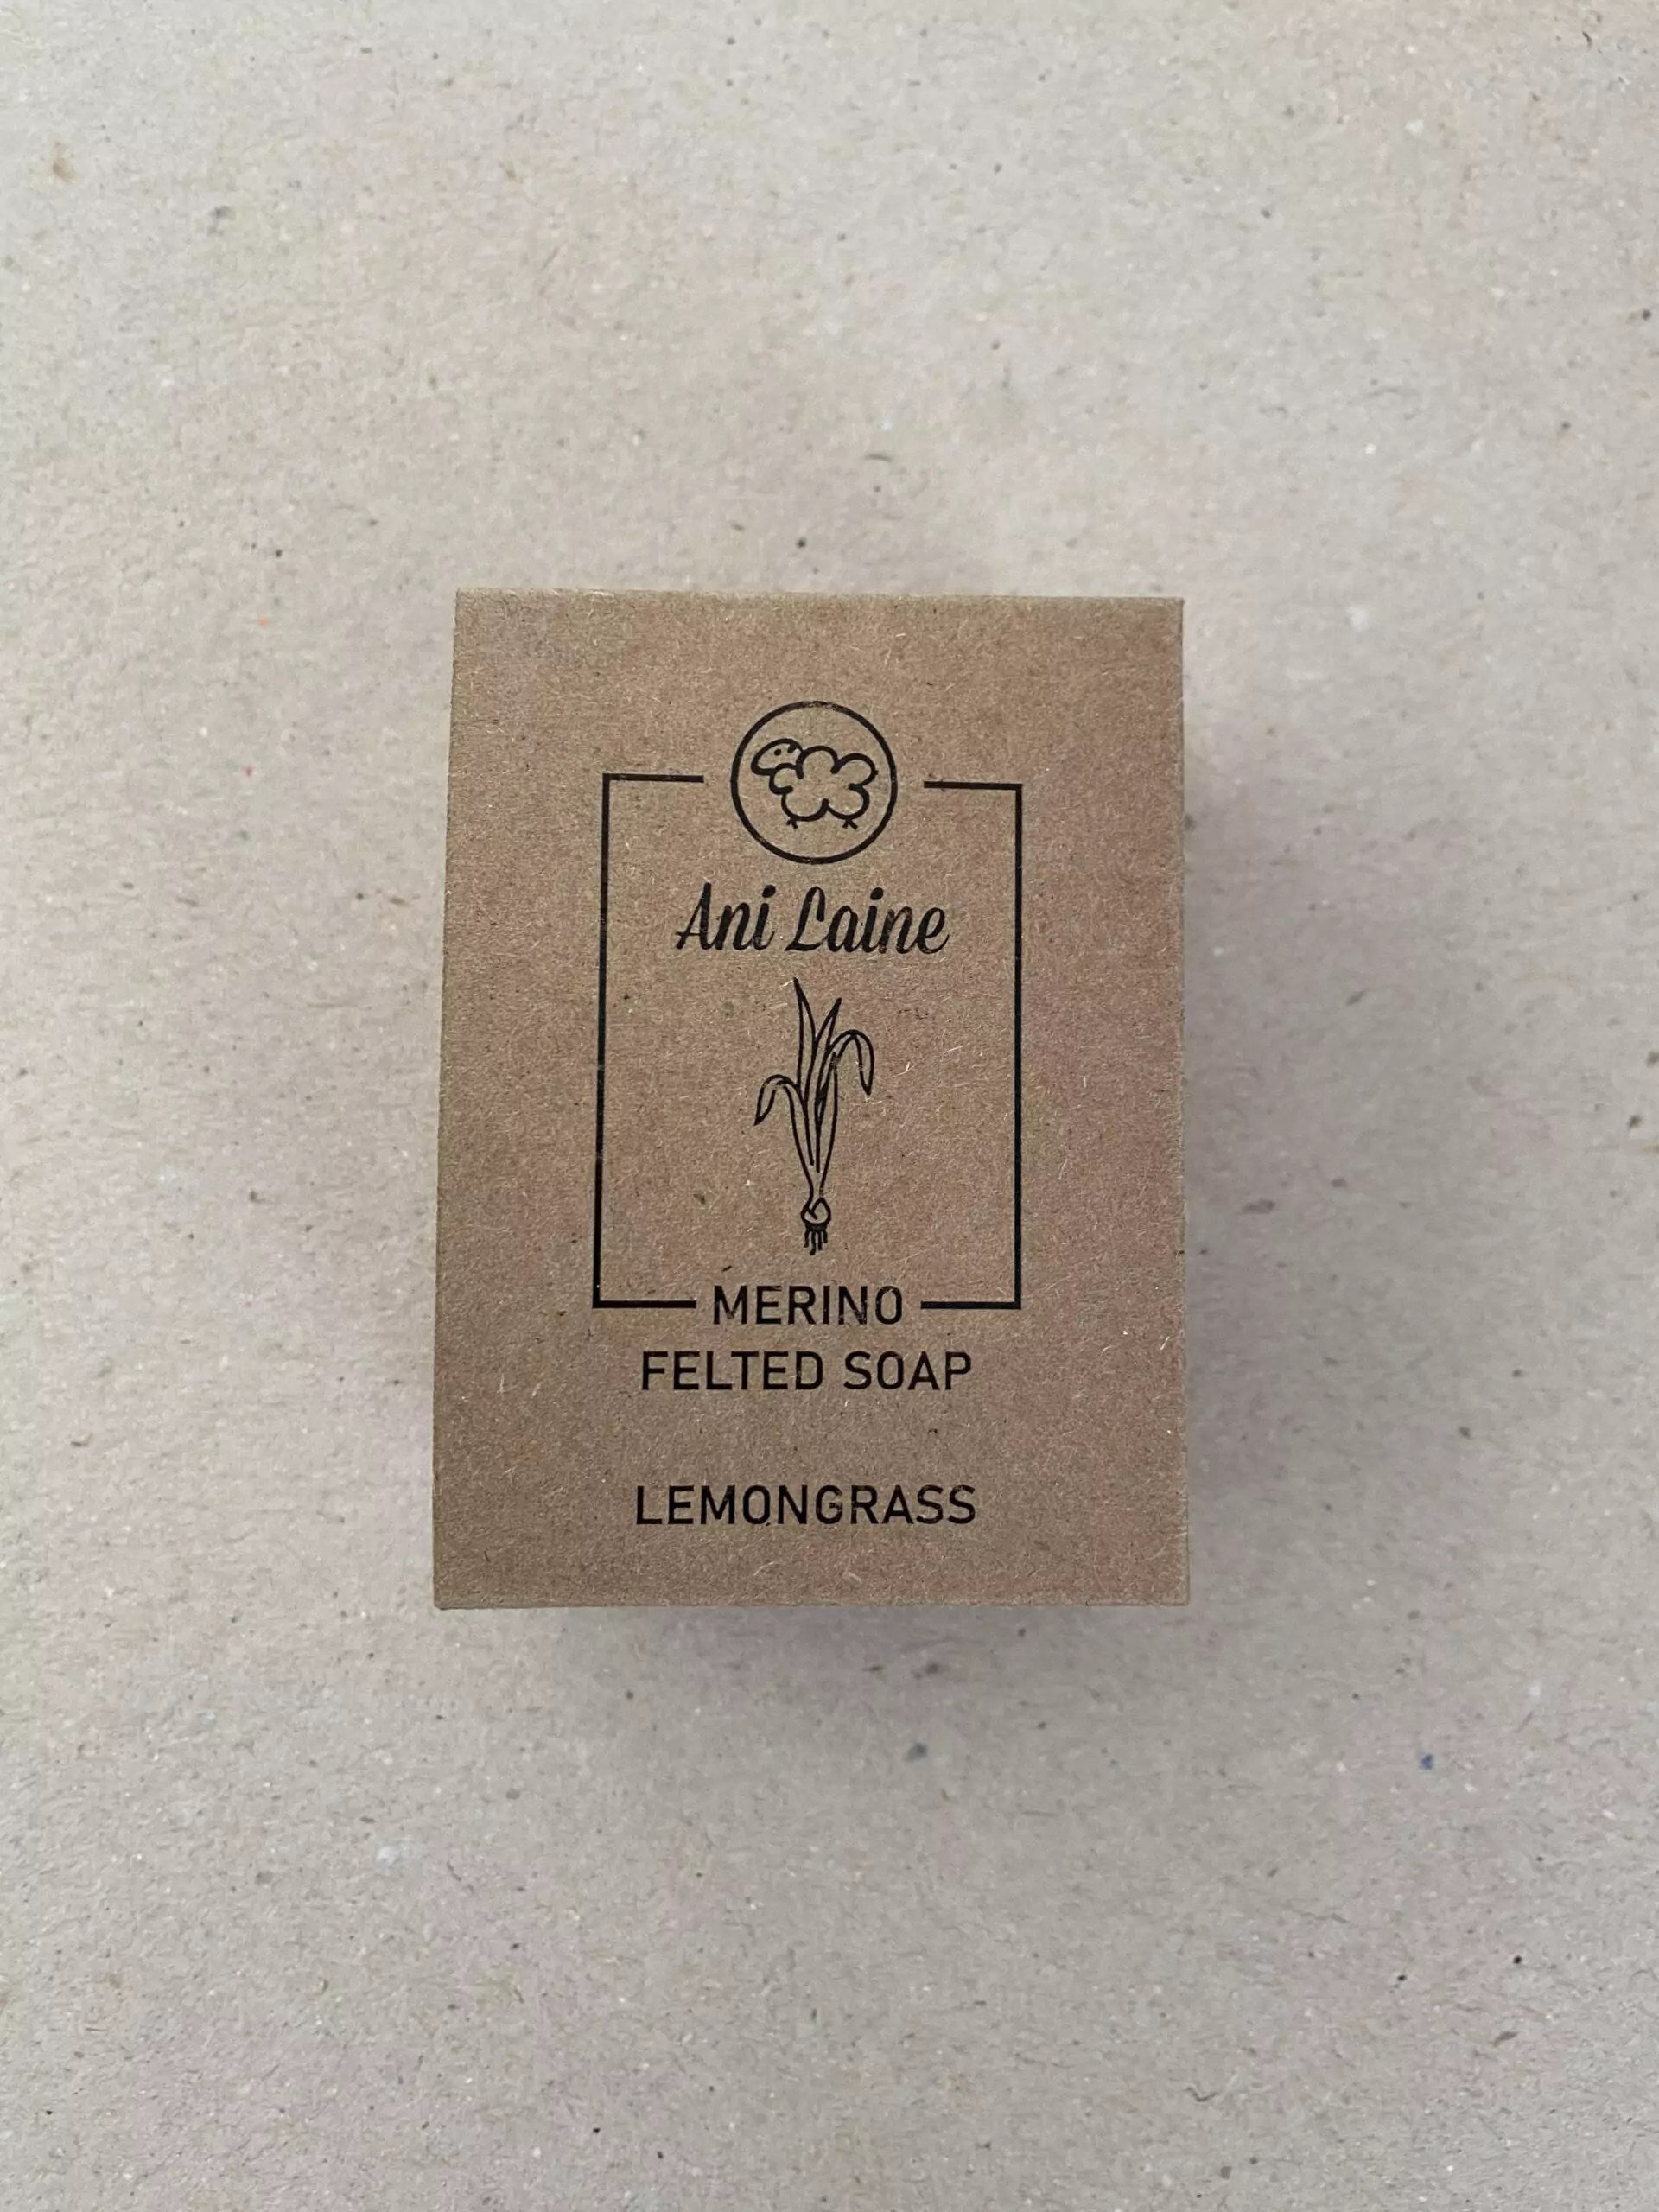 Ani Laine
MERINO
FELTED SOAP
LEMONGRASS